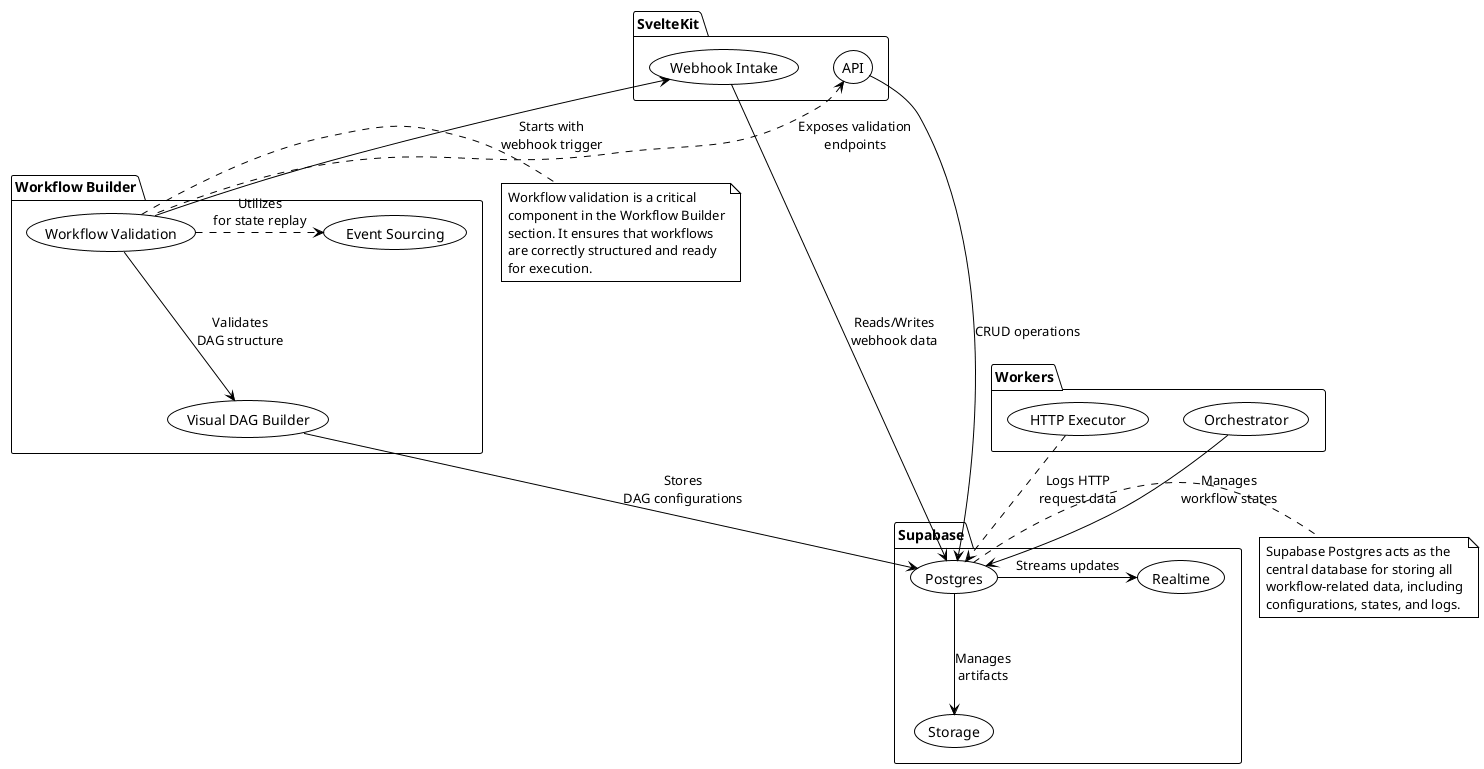 SvelteKit
Webhook Intake
API
Starts with
webhook trigger
Exposes validation
endpoints
Workflow Builder
Workflow Validation
Utilizes
for state replay
Event Sourcing
Workflow validation is a critical
component in the Workflow Builder
section. It ensures that workflows
are correctly structured and ready
for execution.
Validates
DAG structure
Reads/Writes
webhook data
CRUD operations
Workers
HTTP Executor
Orchestrator
Visual DAG Builder
Stores
DAG configurations
Logs HTTP
request data
Manages
workflow states
Supabase
Postgres
Streams updates
Realtime
Supabase Postgres acts as the
central database for storing all
workflow-related data, including
configurations, states, and logs.
Manages
artifacts
Storage